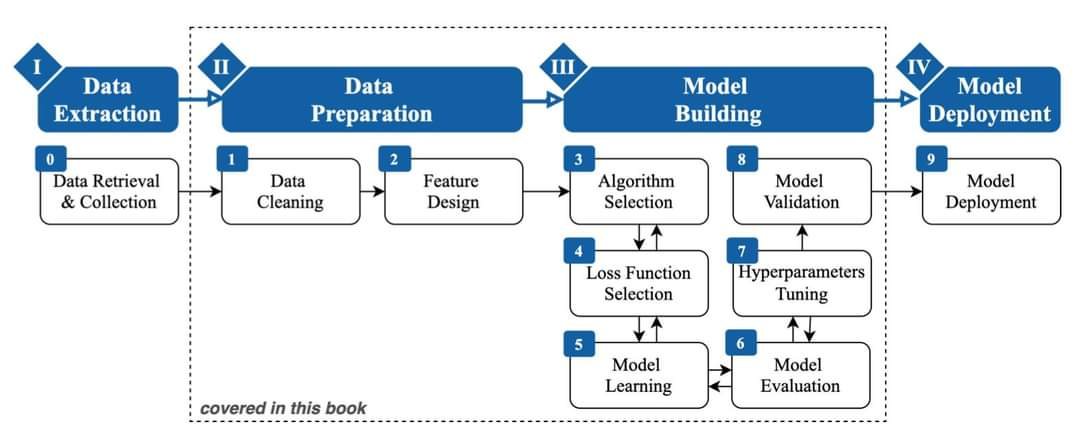 I
Data
Extraction
II
Data
Preparation
III
Model
Building
IV
Model
Deployment
0
Data Retrieval
& Collection
1
Data
Cleaning
2
Feature
Design
3
Algorithm
Selection
4
Loss Function
Selection
5
Model
Learning
6
Model
Evaluation
7
Hyperparameters
Tuning
8
Model
Validation
9
Model
Deployment
covered in this book